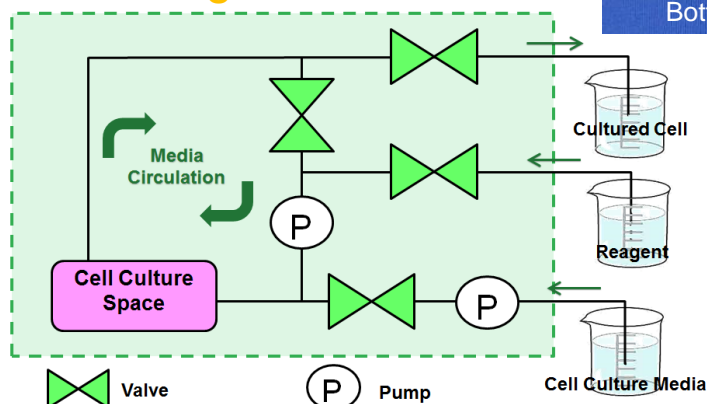 Bot
Cultured Cell
Media
Circulation
P
Reagent
Cell Culture
Space
P
Cell Culture Media
Valve
P
Pump